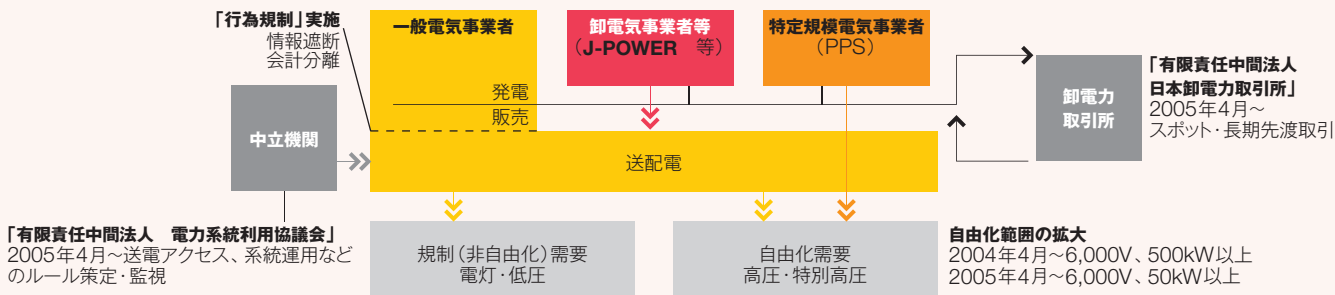 「行為規制」実施
情報遮断
会計分離
一般電気事業者
発電
販売
卸電気事業者等
（J-POWER 等）
特定規模電気事業者
（PPS）
卸電力
取引所
「有限責任中間法人
日本卸電力取引所」
2005年4月～
スポット・長期先渡取引
中立機関
送配電
「有限責任中間法人　電力系統利用協議会」
2005年4月～送電アクセス、系統運用など
のルール策定・監視
規制（非自由化）需要
電灯・低圧
自由化需要
高圧・特別高圧
自由化範囲の拡大
2004年4月～6,000V、500kW以上
2005年4月～6,000V、50kW以上